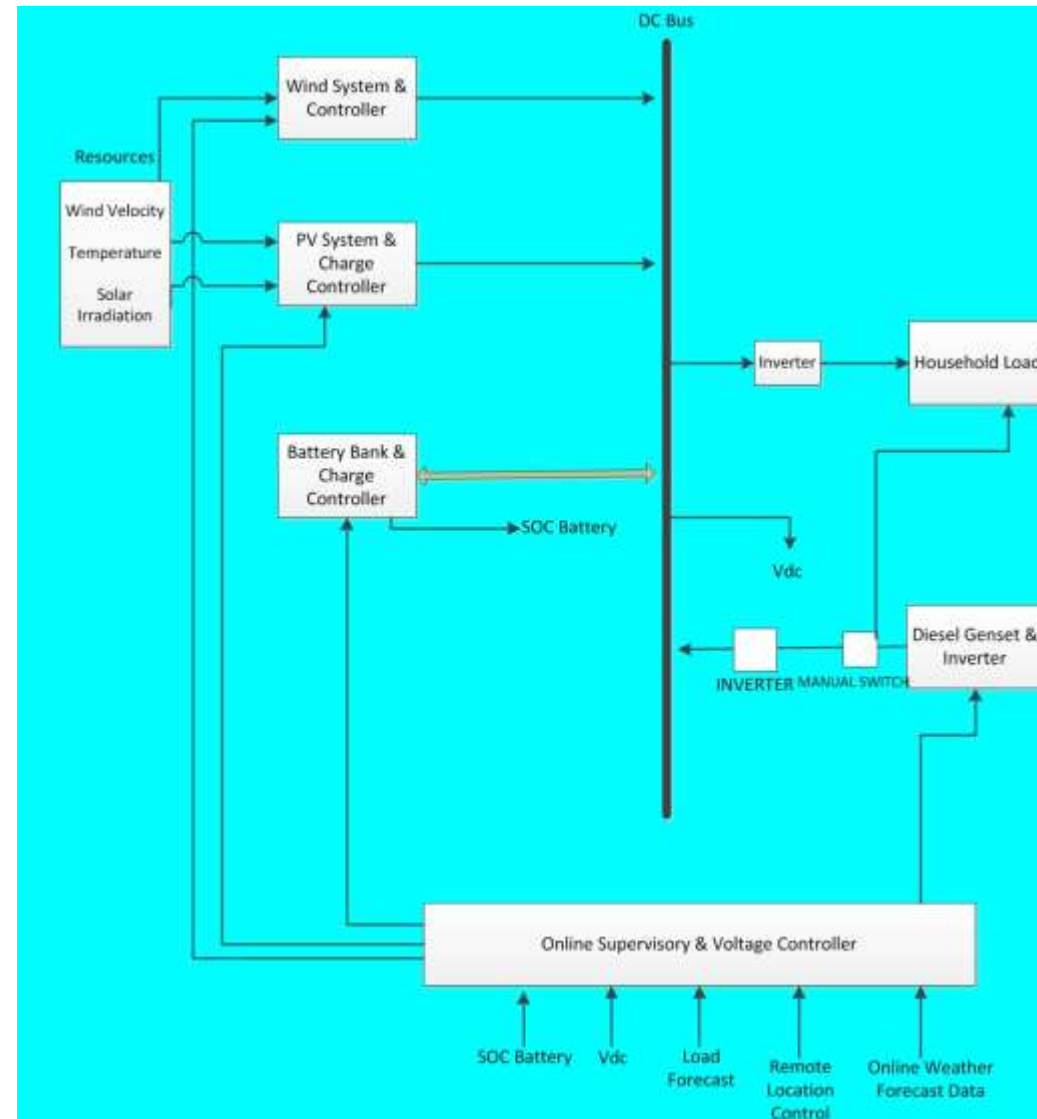 DC Bus
Wind System &
Controller
Resources
Wind Velocity
Temperature
Solar
Irradiation
PV System &
Charge
Controller
Inverter
Household Load
Battery Bank &
Charge
Controller
SOC Battery
Vdc
Diesel Genset &
Inverter
INVERTER
MANUAL SWITCH
Online Supervisory & Voltage Controller
SOC Battery
Vdc
Load
Forecast
Remote
Location
Control
Online Weather
Forecast Data